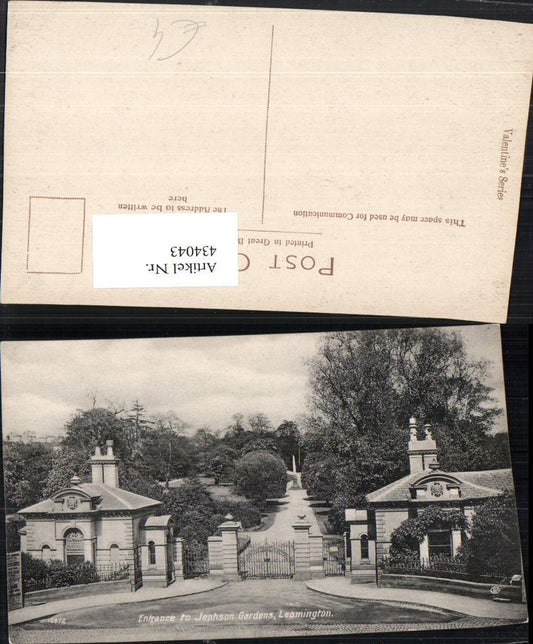 £4
Valentine's Series
This space may be used for Communication
The Address to be written
here
Printed in Great B
POST C
Artikel Nr.
434043
Entrance to Jephson Gardens, Leamington.